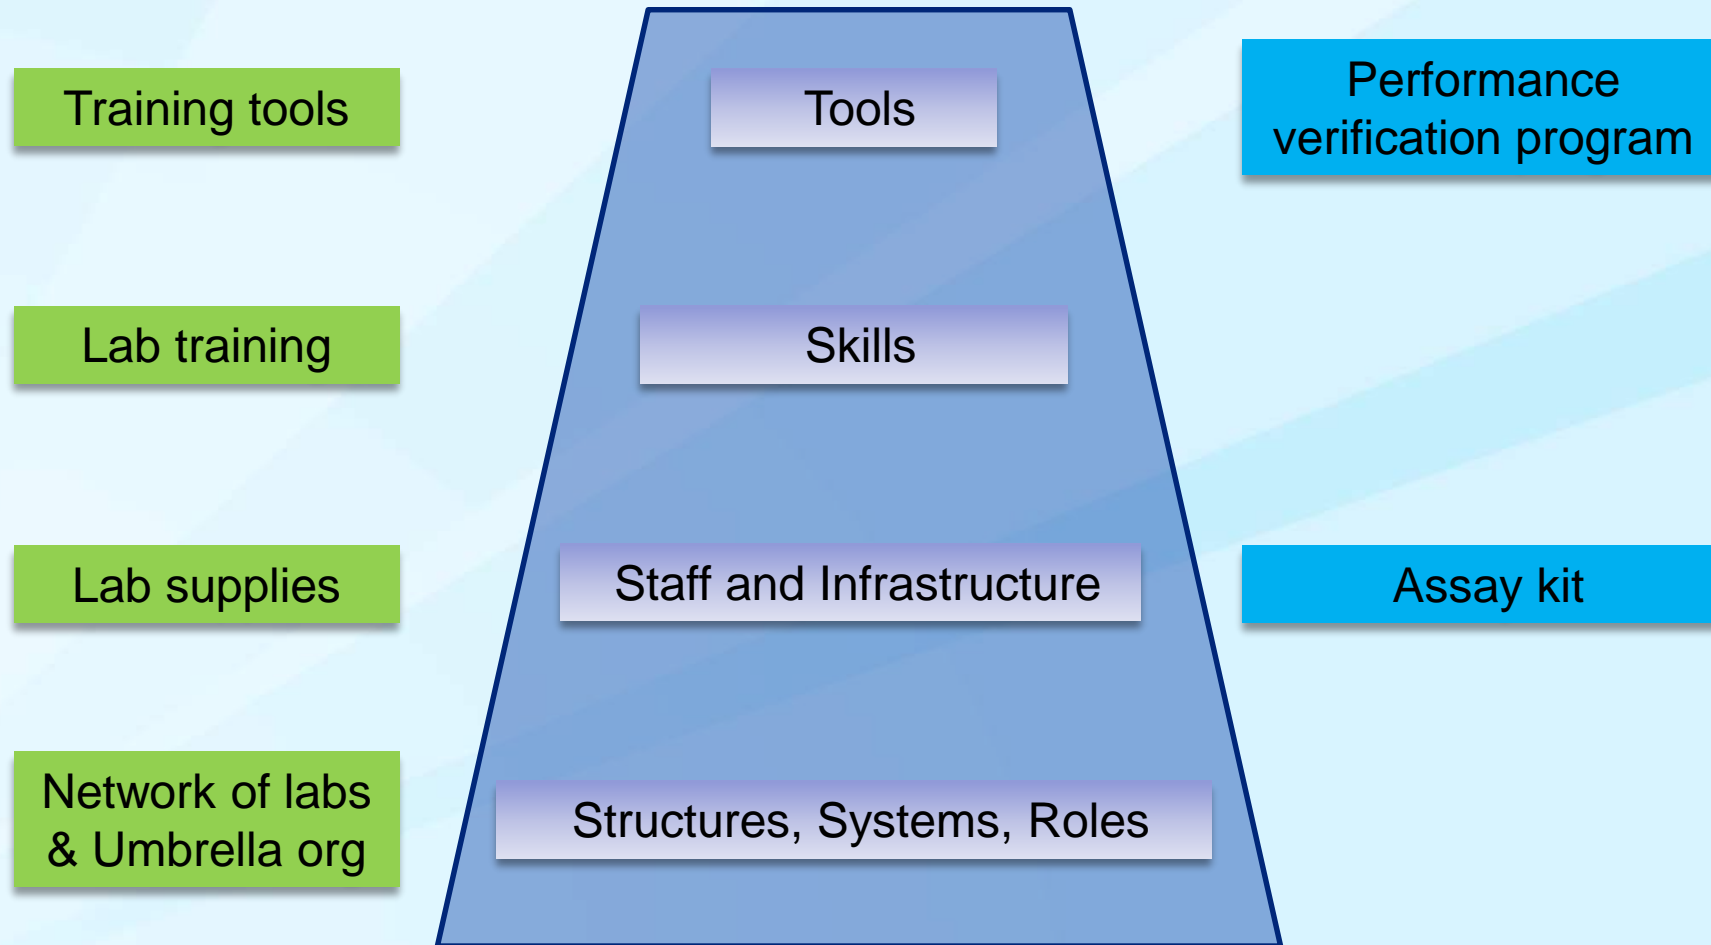 Training tools
Tools
Performance
verification program
Lab training
Skills
Lab supplies
Staff and Infrastructure
Assay kit
Network of labs
& Umbrella org
Structures, Systems, Roles